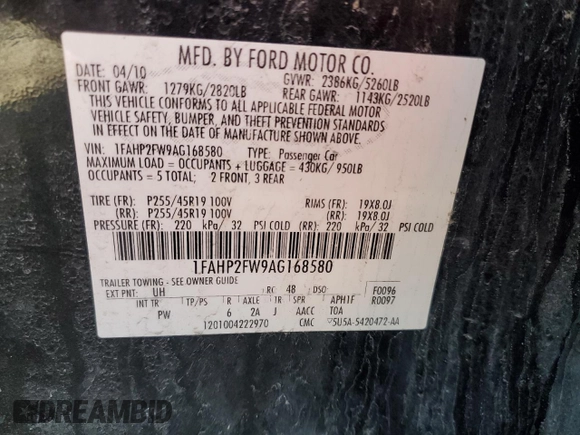 MFD. BY FORD MOTOR CO.
DATE: 04/10 GVWR: 2386KG/5260LB
FRONT GAWR: 1279KG/2820LB REAR GAWR: 1143KG/2520LB
THIS VEHICLE CONFORMS TO ALL APPLICABLE FEDERAL MOTOR
VEHICLE SAFETY, BUMPER, AND THEFT PREVENTION STANDARDS
IN EFFECT ON THE DATE OF MANUFACTURE SHOWN ABOVE.
VIN: 1FAHP2FW9AG168580 TYPE: Passenger Car
MAXIMUM LOAD = OCCUPANTS + LUGGAGE = 430KG/ 950LB
OCCUPANTS = 5 TOTAL; 2 FRONT, 3 REAR
TIRE (FR): P255/45R19 100V RIMS (FR): 19X8.0J
(RR): P255/45R19 100V (RR): 19X8.0J
PRESSURE (FR): 220 kPa/ 32 PSI COLD (RR): 220 kPa/ 32 PSI COLD
1FAHP2FW9AG168580
TRAILER TOWING - SEE OWNER GUIDE
EXT PNT: UH RC: 48 DSO: F0096
INT TR TP/PS R AXLE TR SPR APH1F R0097
PW 6 2A J AACC TOA
1201004222970 CMC 5U5A-5420472-AA
DREAMBID